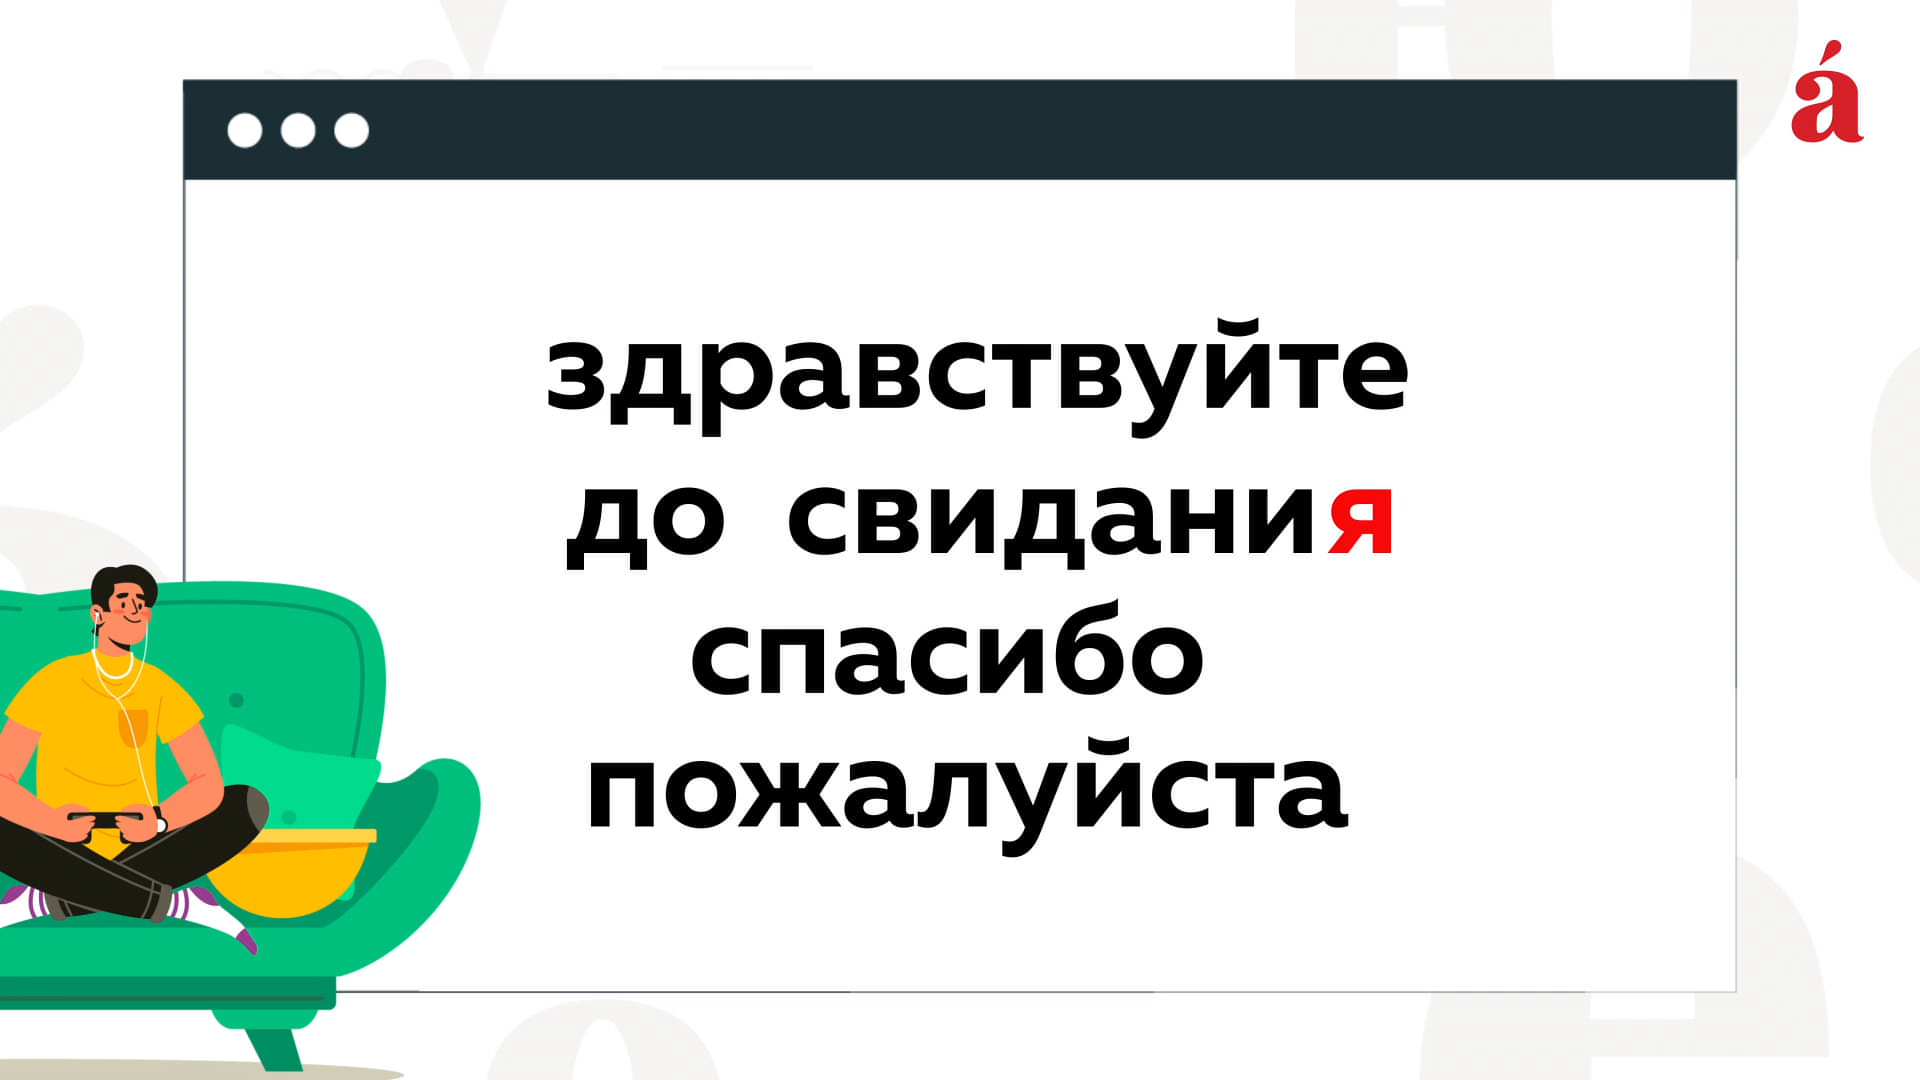 á
здравствуйте
до свидания
спасибо
пожалуйста